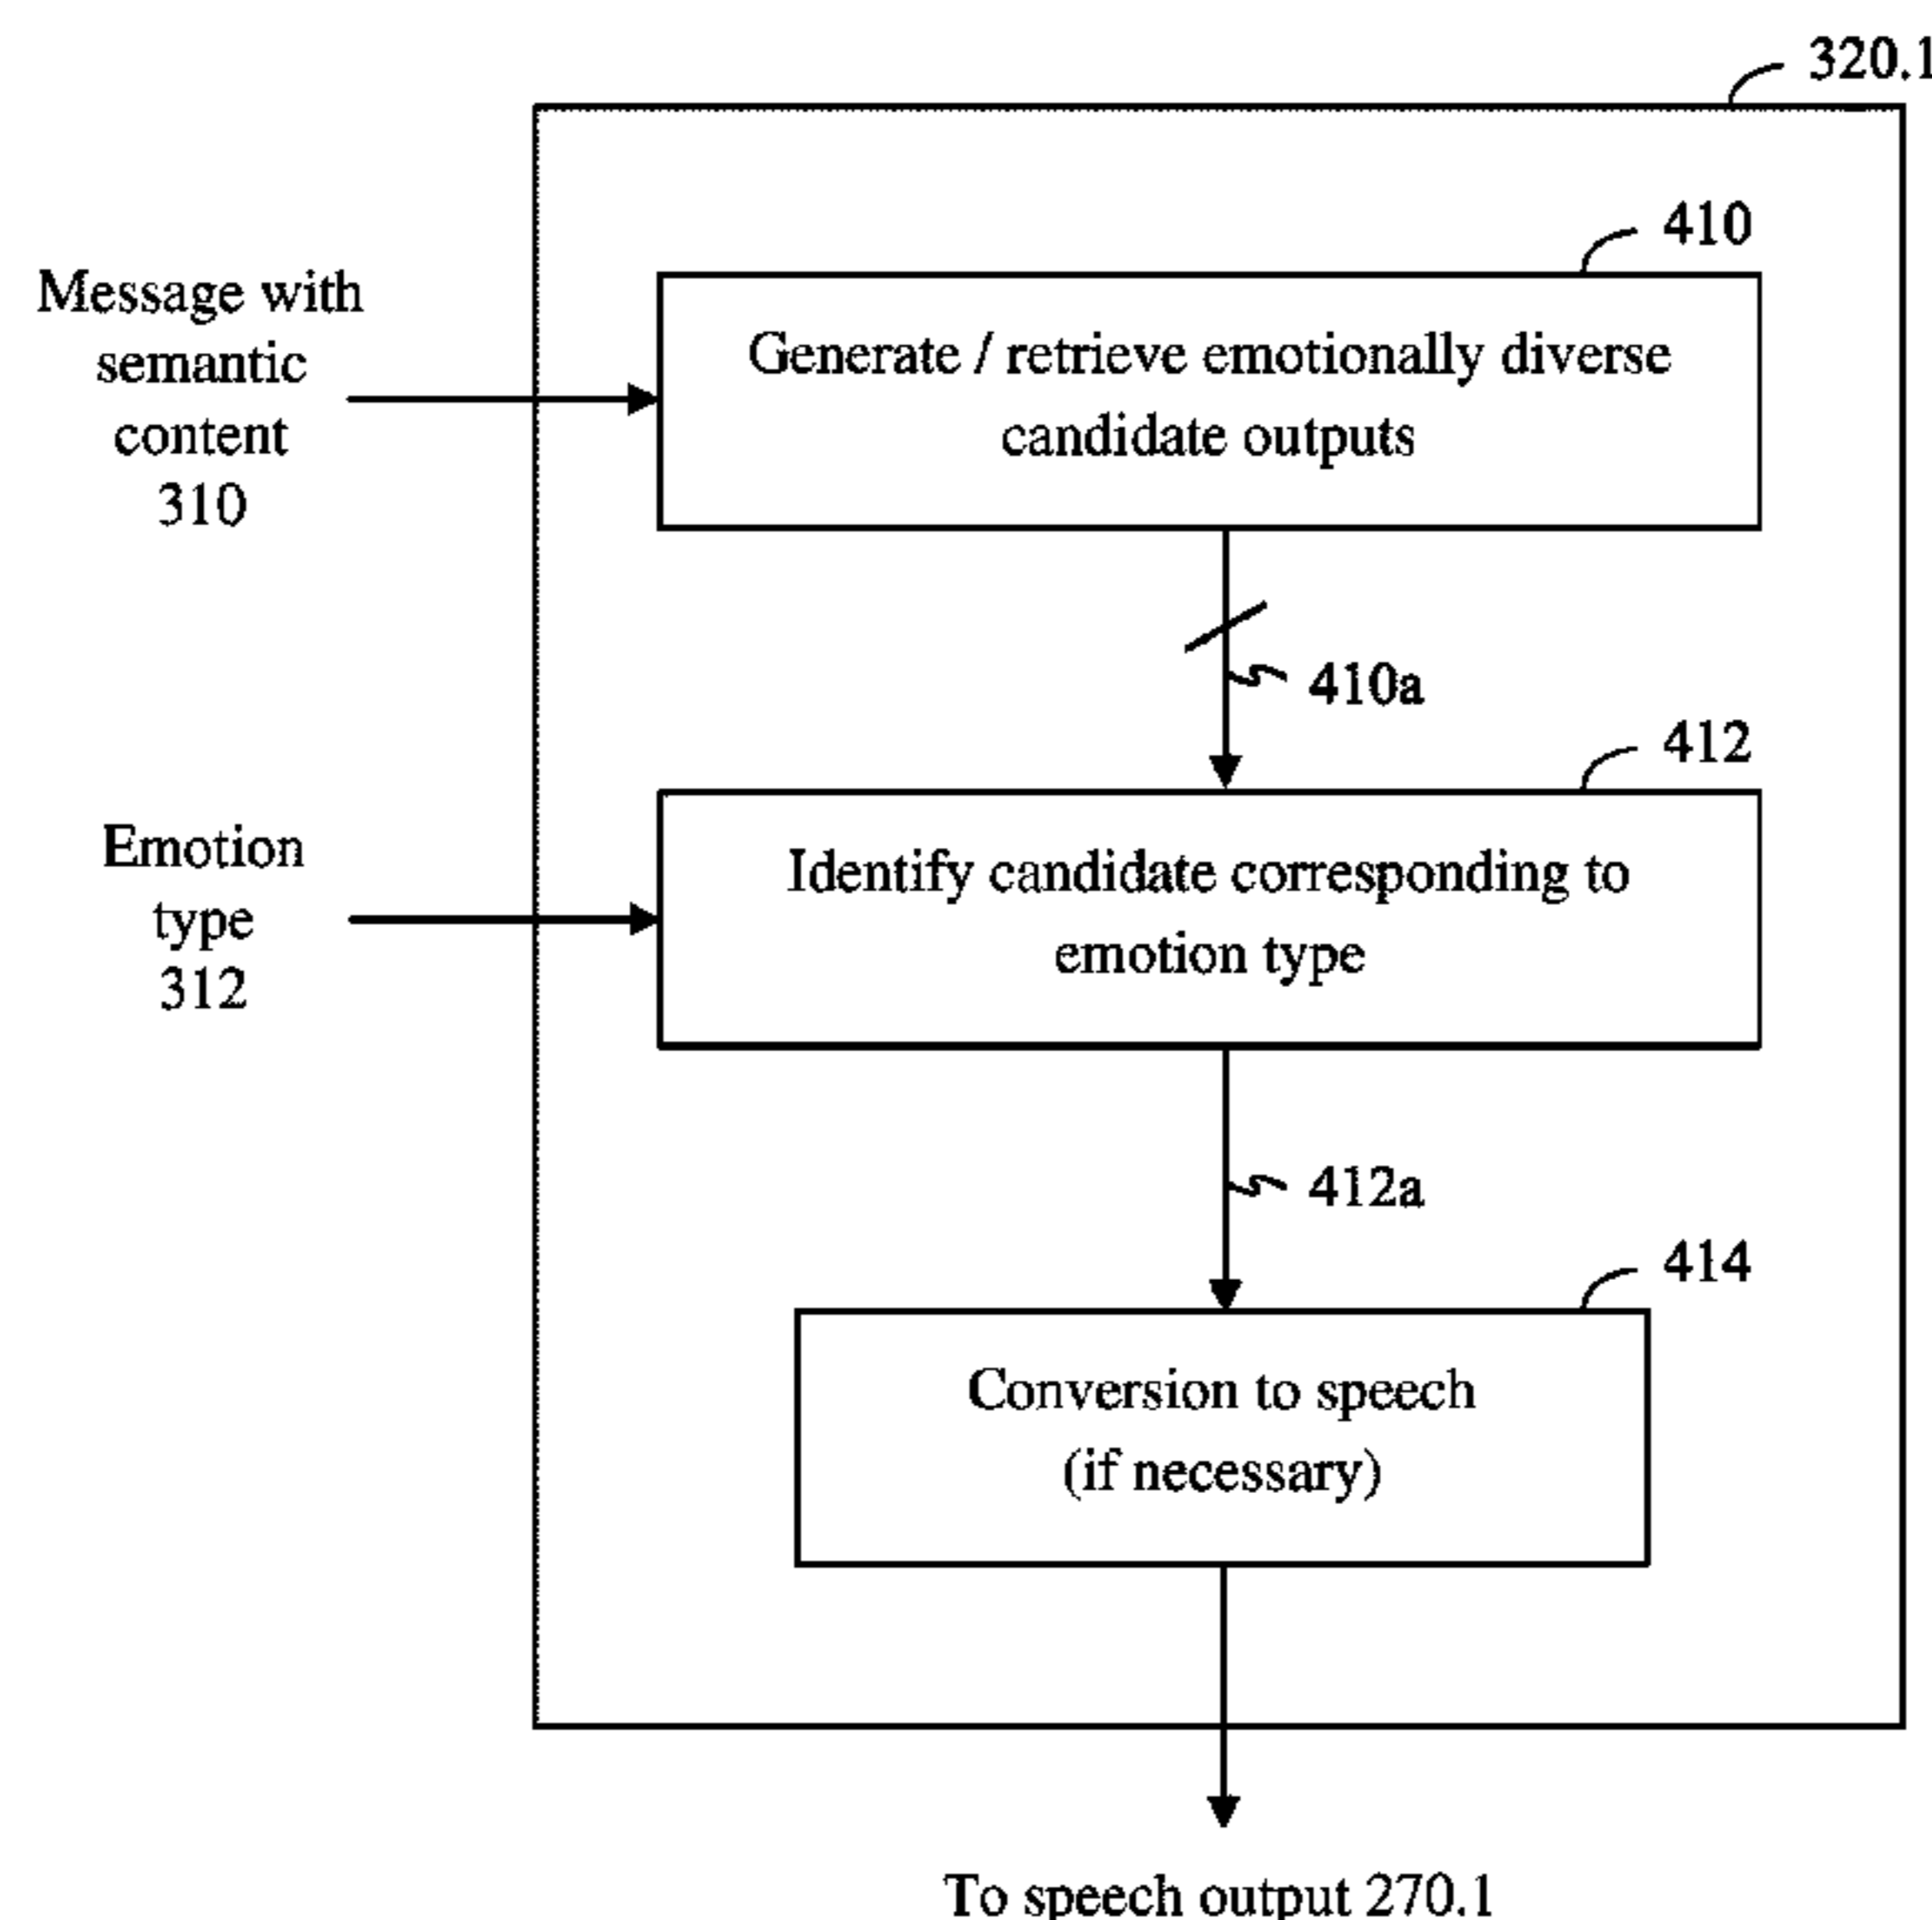 320.1
410
Message with
semantic
content
310
Generate / retrieve emotionally diverse
candidate outputs
410a
412
Emotion
type
312
Identify candidate corresponding to
emotion type
412a
414
Conversion to speech
(if necessary)
To speech output 270.1